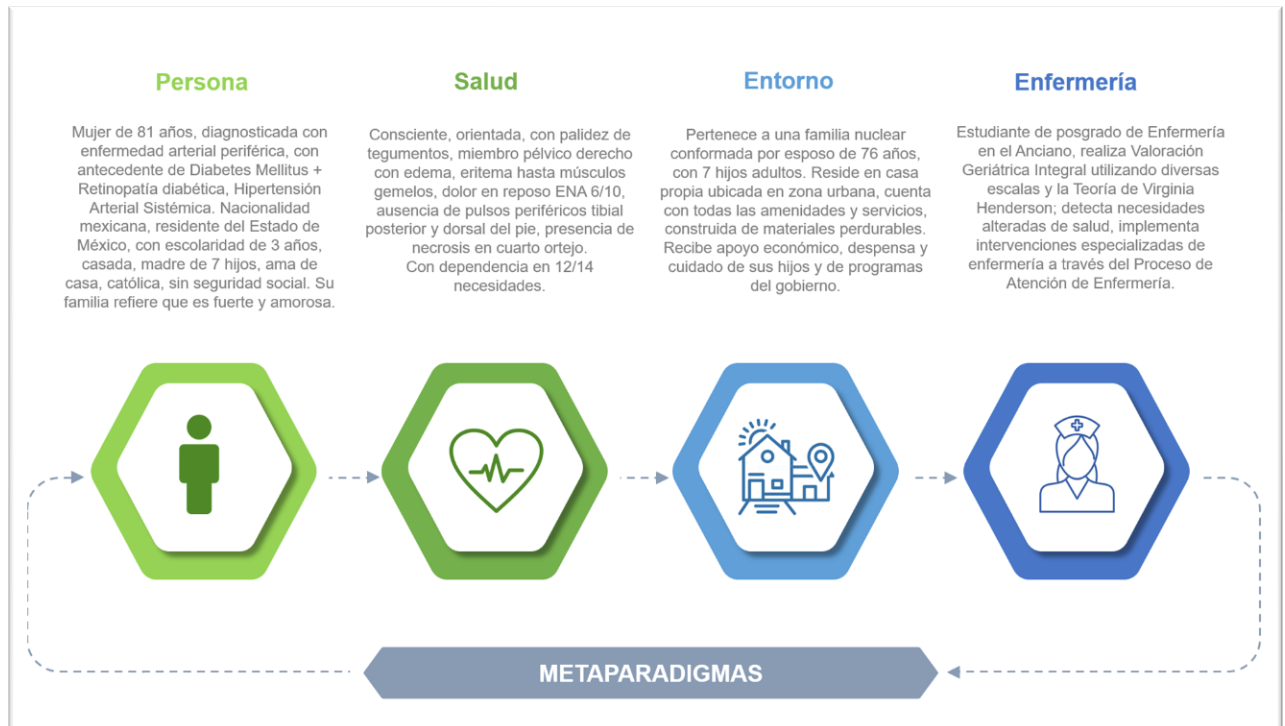 Persona
Mujer de 81 años, diagnosticada con
enfermedad arterial periférica, con
antecedente de Diabetes Mellitus +
Retinopatía diabética, Hipertensión
Arterial Sistémica. Nacionalidad
mexicana, residente del Estado de
México, con escolaridad de 3 años,
casada, madre de 7 hijos, ama de
casa, católica, sin seguridad social. Su
familia refiere que es fuerte y amorosa.
Salud
Consciente, orientada, con palidez de
tegumentos, miembro pélvico derecho
con edema, eritema hasta músculos
gemelos, dolor en reposo ENA 6/10,
ausencia de pulsos periféricos tibial
posterior y dorsal del pie, presencia de
necrosis en cuarto ortejo.
Con dependencia en 12/14
necesidades.
Entorno
Pertenece a una familia nuclear
conformada por esposo de 76 años,
con 7 hijos adultos. Reside en casa
propia ubicada en zona urbana, cuenta
con todas las amenidades y servicios,
construida de materiales perdurables.
Recibe apoyo económico, despensa y
cuidado de sus hijos y de programas
del gobierno.
Enfermería
Estudiante de posgrado de Enfermería
en el Anciano, realiza Valoración
Geriátrica Integral utilizando diversas
escalas y la Teoría de Virginia
Henderson; detecta necesidades
alteradas de salud, implementa
intervenciones especializadas de
enfermería a través del Proceso de
Atención de Enfermería.
METAPARADIGMAS